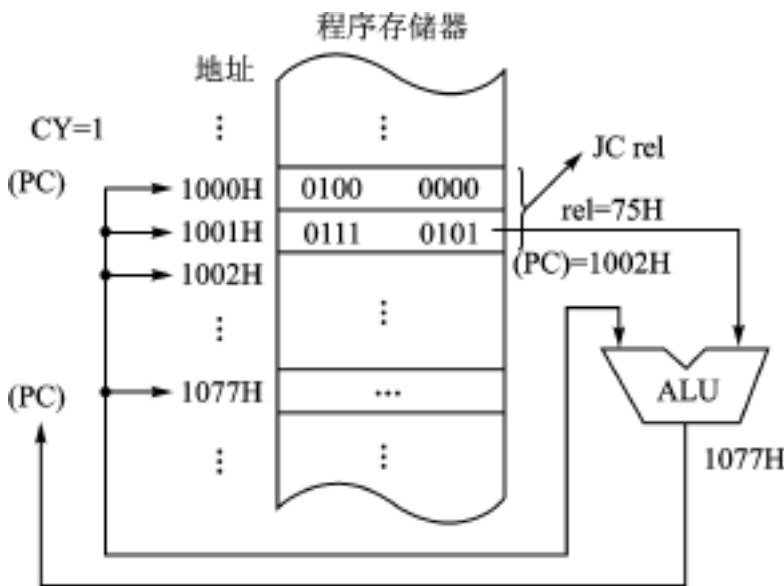 程序存储器
地址
CY=1
⋮ ⋮
JC rel
(PC) 1000H 0100 0000
rel=75H
1001H 0111 0101
(PC)=1002H
1002H
⋮ ⋮
ALU
(PC) 1077H …
1077H
⋮ ⋮